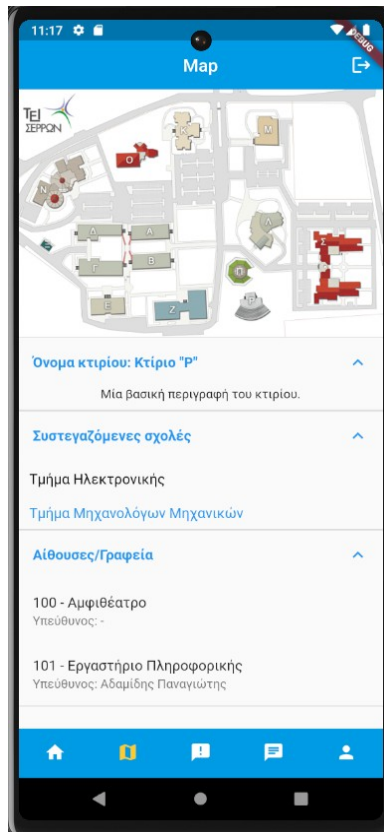 11:17
DEBUG
Map
ΤΕΙ
ΣΕΡΡΩΝ
Κ
Μ
Ο
Ν
Λ
Δ
Α
Σ
Γ
Β
Π
Ε
Ζ
Ρ
Όνομα κτιρίου: Κτίριο "Ρ"
Μία βασική περιγραφή του κτιρίου.
Συστεγαζόμενες σχολές
Τμήμα Ηλεκτρονικής
Τμήμα Μηχανολόγων Μηχανικών
Αίθουσες/Γραφεία
100 - Αμφιθέατρο
Υπεύθυνος: -
101 - Εργαστήριο Πληροφορικής
Υπεύθυνος: Αδαμίδης Παναγιώτης